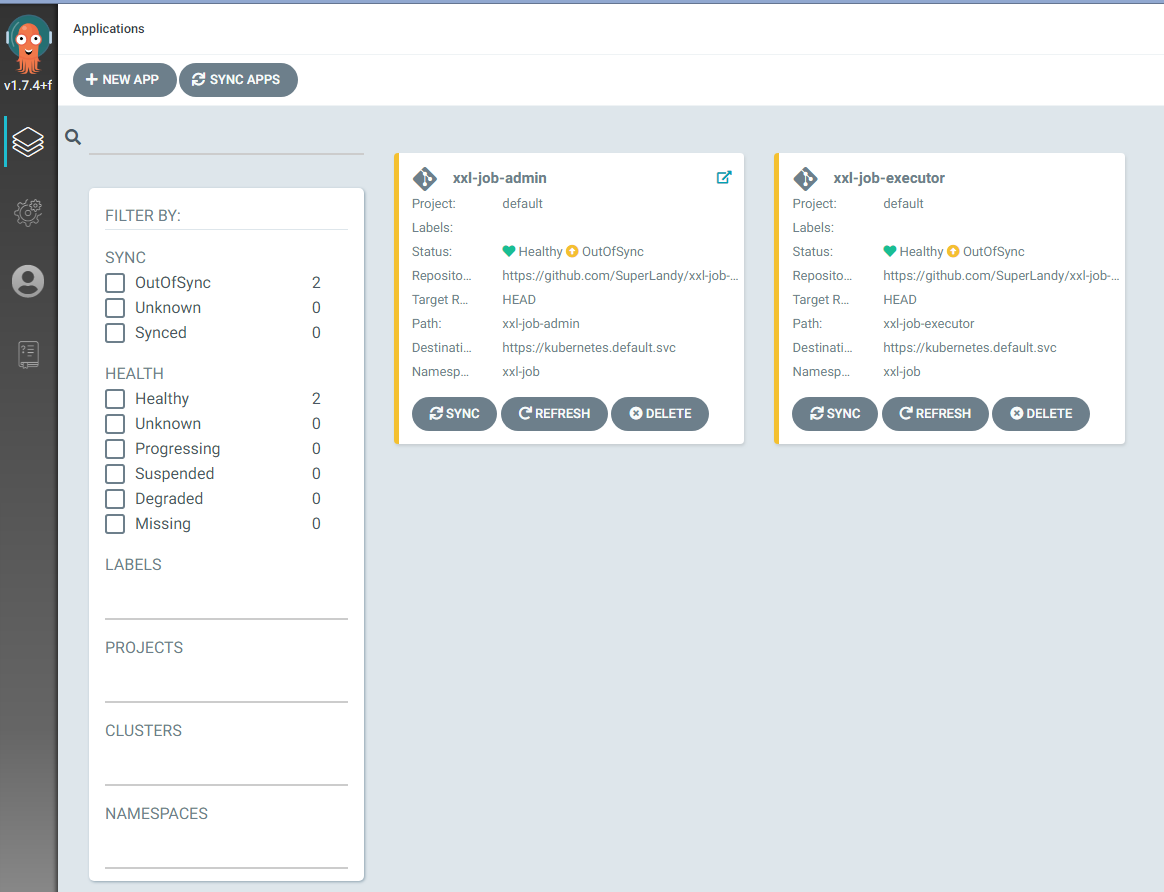 Applications
v1.7.4+f
NEW APP
SYNC APPS
FILTER BY:
SYNC
OutOfSync 2
Unknown 0
Synced 0
HEALTH
Healthy 2
Unknown 0
Progressing 0
Suspended 0
Degraded 0
Missing 0
LABELS
PROJECTS
CLUSTERS
NAMESPACES
xxl-job-admin
Project: default
Labels:
Status: Healthy OutOfSync
Reposito... https://github.com/SuperLandy/xxl-job-...
Target R... HEAD
Path: xxl-job-admin
Destinati... https://kubernetes.default.svc
Namesp... xxl-job
SYNC REFRESH DELETE
xxl-job-executor
Project: default
Labels:
Status: Healthy OutOfSync
Reposito... https://github.com/SuperLandy/xxl-job-...
Target R... HEAD
Path: xxl-job-executor
Destinati... https://kubernetes.default.svc
Namesp... xxl-job
SYNC REFRESH DELETE